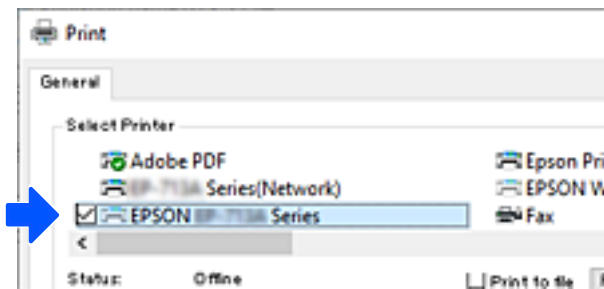 Print
General
Select Printer
Adobe PDF
Epson Pri
Series(Network)
EPSON W
EPSON Series
Fax
Status: Offline
Print to file